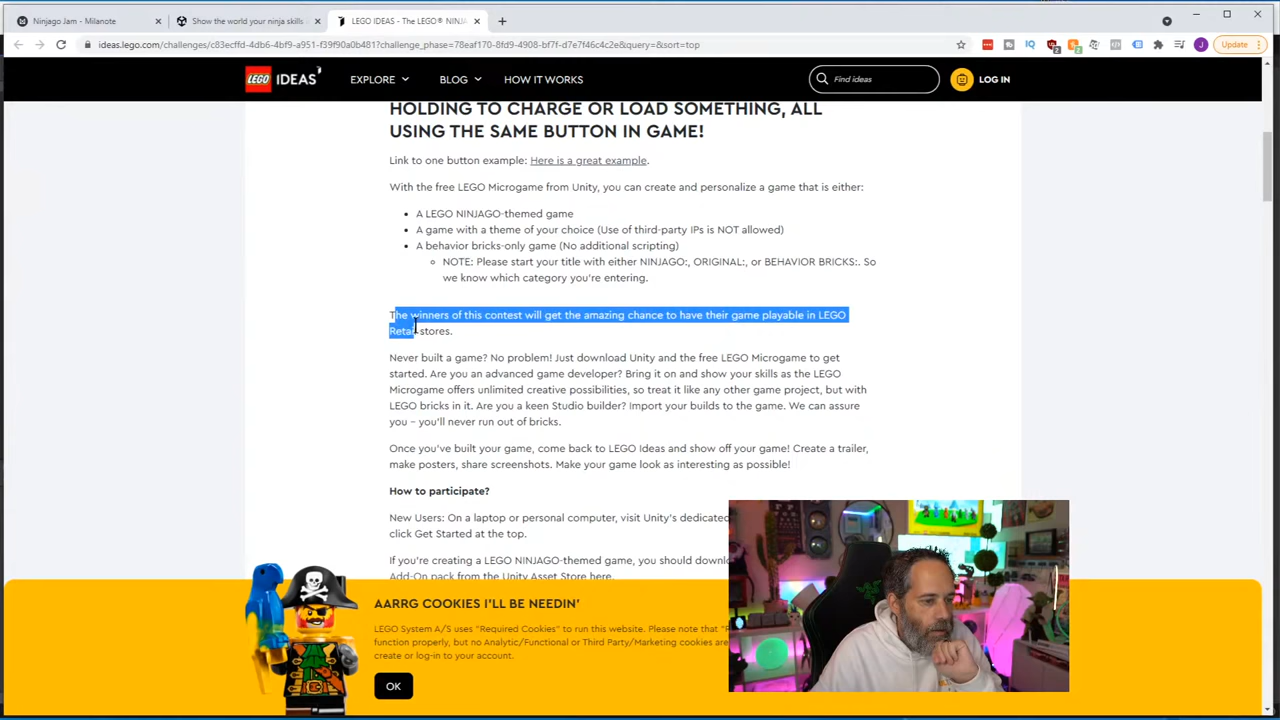 Ninjago Jam - Milanote
Show the world your ninja skills
LEGO IDEAS - The LEGO® NINJA
ideas.lego.com/challenges/c83ecffd-4db6-4bb1-a951-f39f90af6481?challenge_phase=78eaf170-8fd9-4908-bf7f-d7e7f46c4c2e&query=&sort=top
Update
LEGO IDEAS
EXPLORE
BLOG
HOW IT WORKS
Find ideas
LOG IN
HOLDING TO CHARGE OR LOAD SOMETHING, ALL
USING THE SAME BUTTON IN GAME!
Link to one button example: Here is a great example.
With the free LEGO Microgame from Unity, you can create and personalize a game that is either:
• A LEGO NINJAGO-themed game
• A game with a theme of your choice (Use of third-party IPs is NOT allowed)
• A behavior bricks-only game (No additional scripting)
NOTE: Please start your title with either NINJAGO:, ORIGINAL:, or BEHAVIOR BRICKS:. So
we know which category you're entering.
The winners of this contest will get the amazing chance to have their game playable in LEGO
Retail stores.
Never built a game? No problem! Just download Unity and the free LEGO Microgame to get
started. Are you an advanced game developer? Bring it on and show your skills as the LEGO
Microgame offers unlimited creative possibilities, so treat it like any other game project, but with
LEGO bricks in it. Are you a keen Studio builder? Import your builds to the game. We can assure
you – you'll never run out of bricks.
Once you've built your game, come back to LEGO Ideas and show off your game! Create a trailer,
make posters, share screenshots. Make your game look as interesting as possible!
How to participate?
New Users: On a laptop or personal computer, visit Unity's dedicated
click Get Started at the top.
If you're creating a LEGO NINJAGO-themed game, you should downl
Add-On pack from the Unity Asset Store here.
AARRG COOKIES I'LL BE NEEDIN'
LEGO System A/S uses "Required Cookies" to run this website. Please note that "R
function properly, but no Analytic/Functional or Third Party/Marketing cookies are
create or log-in to your account.
OK